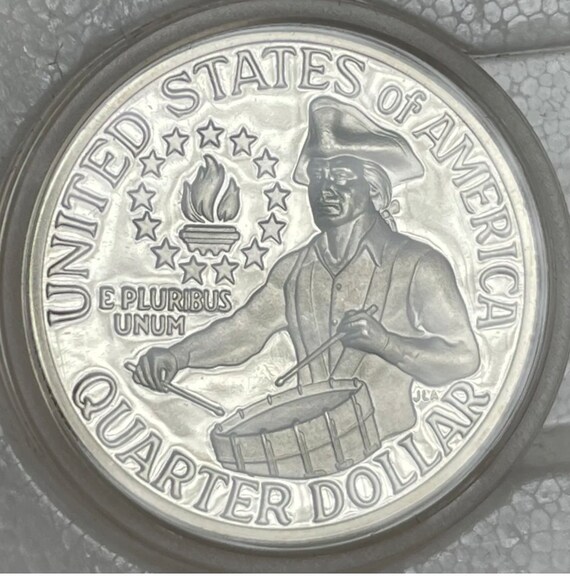 UNITED STATES of AMERICA
E PLURIBUS
UNUM
JLA
QUARTER DOLLAR